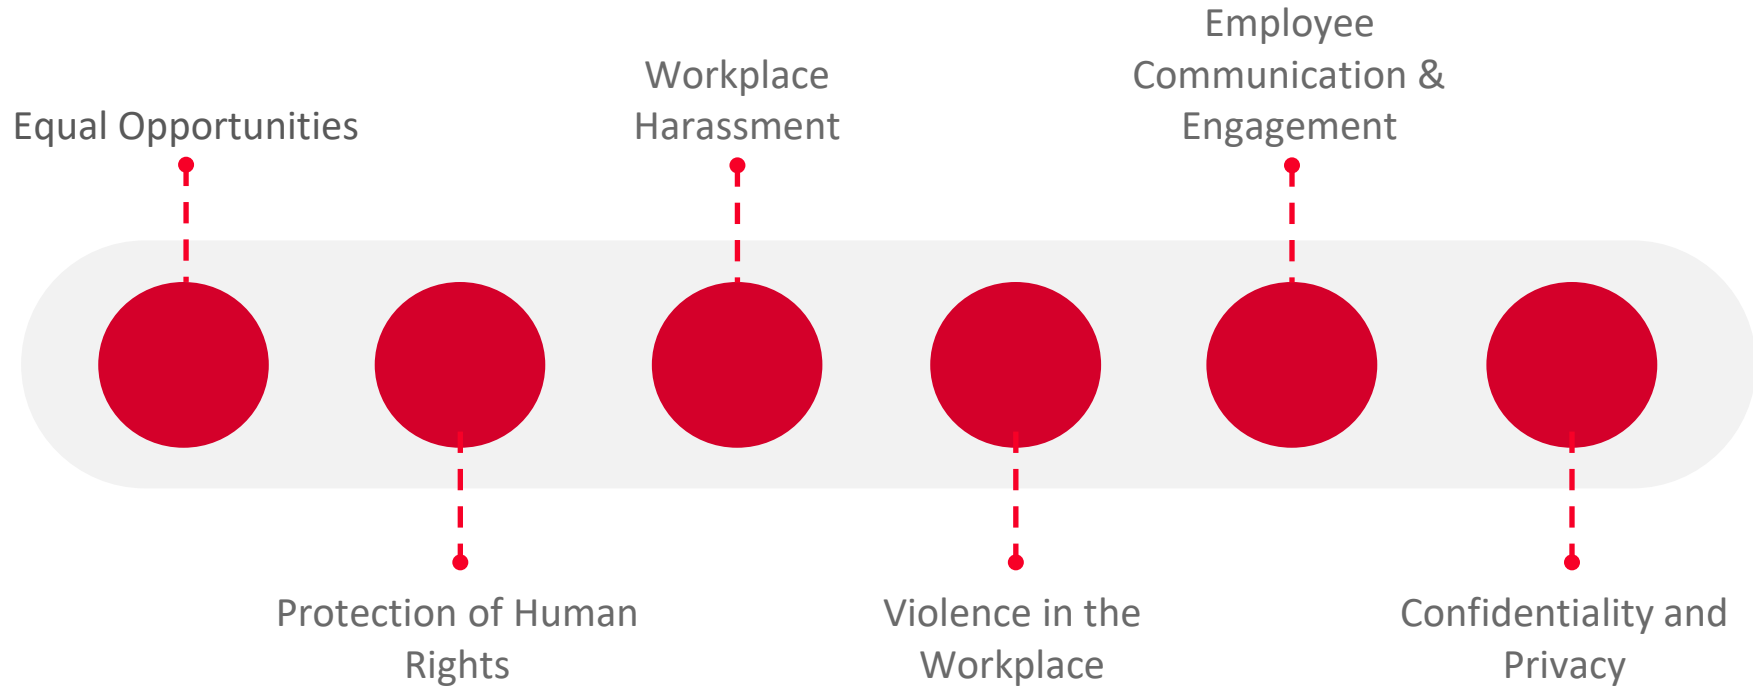 Equal Opportunities
Protection of Human
Rights
Workplace
Harassment
Violence in the
Workplace
Employee
Communication &
Engagement
Confidentiality and
Privacy